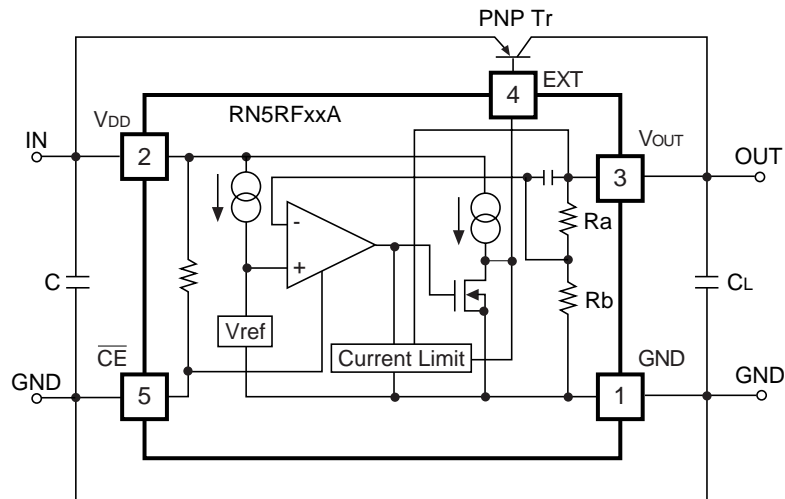 PNP Tr
EXT
4
RN5RFxxA
VDD
IN
2
VOUT
OUT
3
-
+
Ra
Rb
C
CL
Vref
Current Limit
CE
GND
5
GND
1
GND